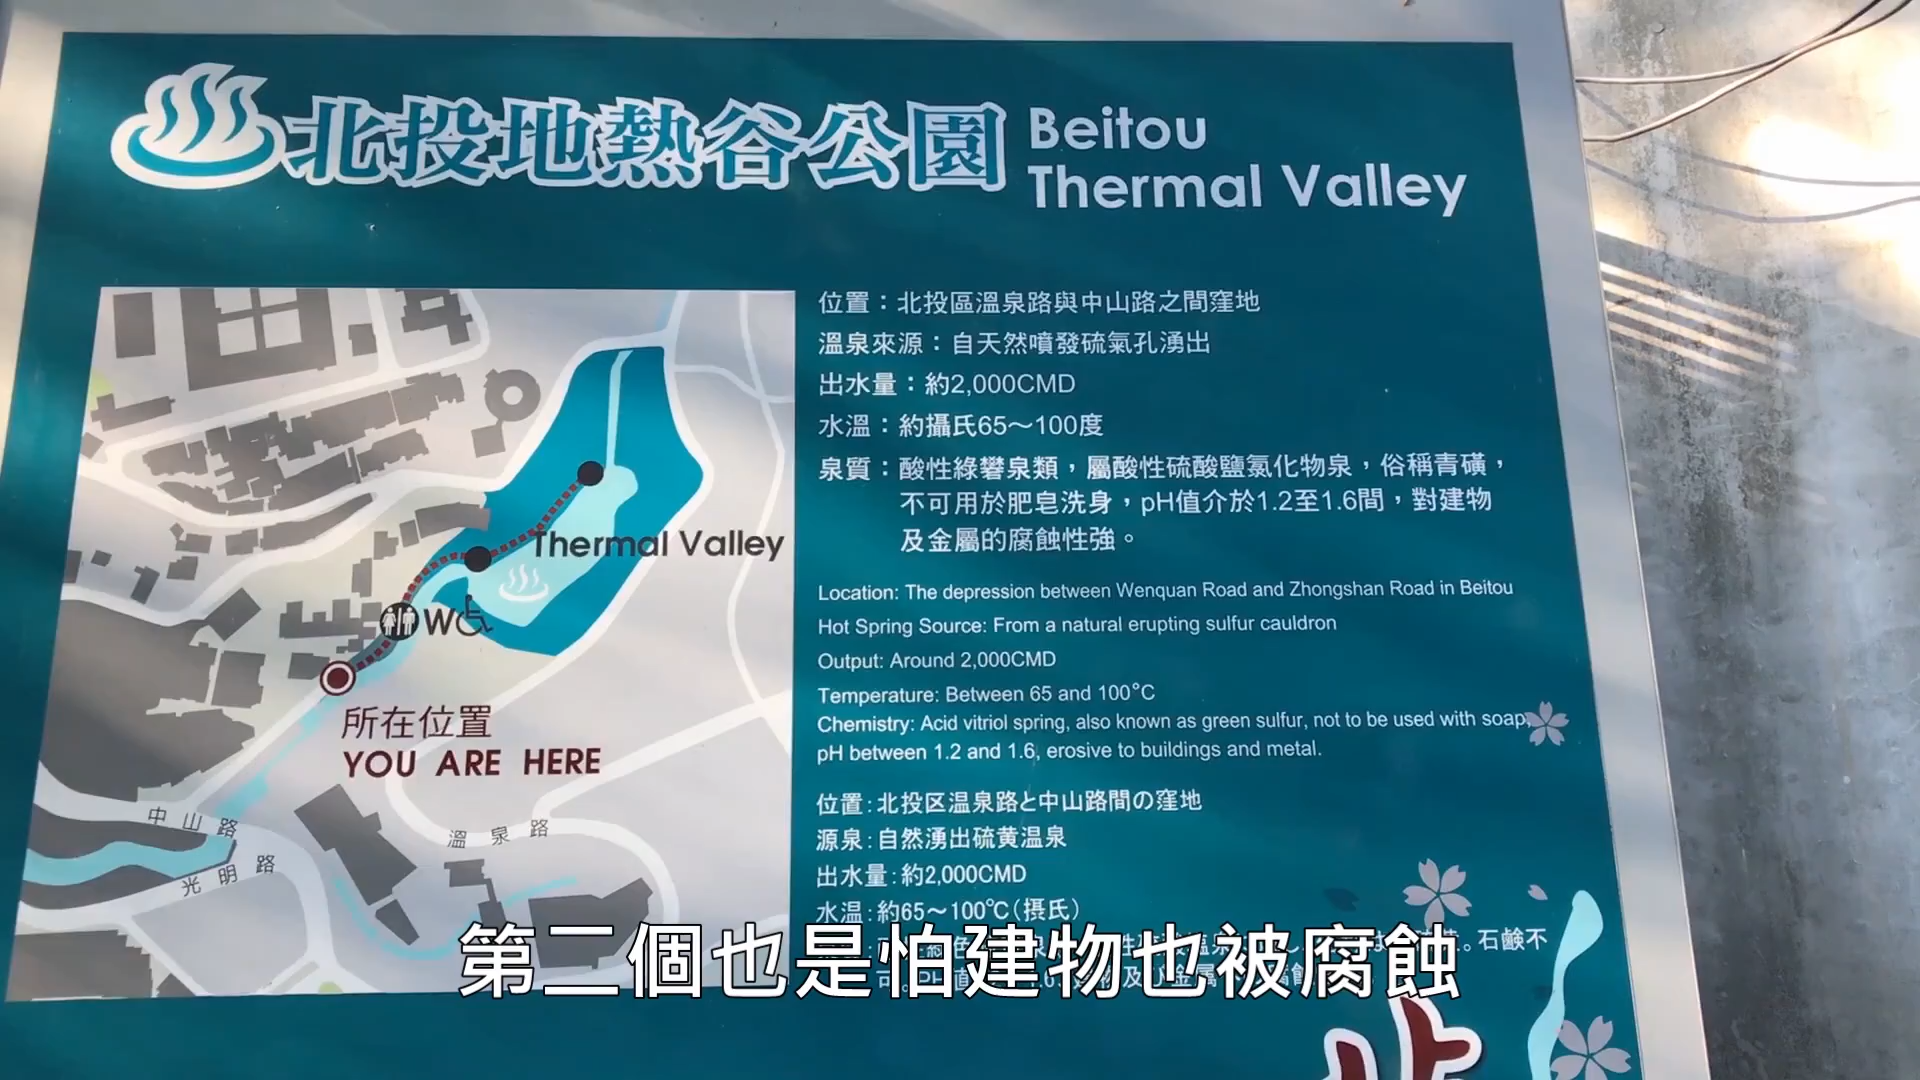 北投地熱谷公園
Beitou
Thermal Valley
位置：北投區溫泉路與中山路之間窪地
溫泉來源：自天然噴發硫氣孔湧出
出水量：約2,000CMD
水溫：約攝氏65～100度
泉質：酸性綠礬泉類，屬酸性硫酸鹽氯化物泉，俗稱青磺，
不可用於肥皂洗身，pH值介於1.2至1.6間，對建物
及金屬的腐蝕性強。
Thermal Valley
WC
所在位置
YOU ARE HERE
中山路
光明路
溫泉路
Location: The depression between Wenquan Road and Zhongshan Road in Beitou
Hot Spring Source: From a natural erupting sulfur cauldron
Output: Around 2,000CMD
Temperature: Between 65 and 100°C
Chemistry: Acid vitriol spring, also known as green sulfur, not to be used with soap,
pH between 1.2 and 1.6, erosive to buildings and metal.
位置：北投区温泉路と中山路間の窪地
源泉：自然湧出硫黄温泉
出水量：約2,000CMD
水温：約65～100℃（摂氏）
。石鹸不
第二個也是怕建物也被腐蝕